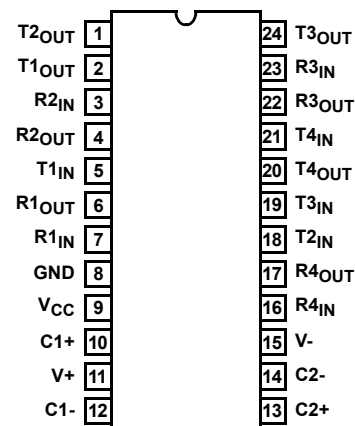 T2OUT 1 24 T3OUT
T1OUT 2 23 R3IN
R2IN 3 22 R3OUT
R2OUT 4 21 T4IN
T1IN 5 20 T4OUT
R1OUT 6 19 T3IN
R1IN 7 18 T2IN
GND 8 17 R4OUT
VCC 9 16 R4IN
C1+ 10 15 V-
V+ 11 14 C2-
C1- 12 13 C2+